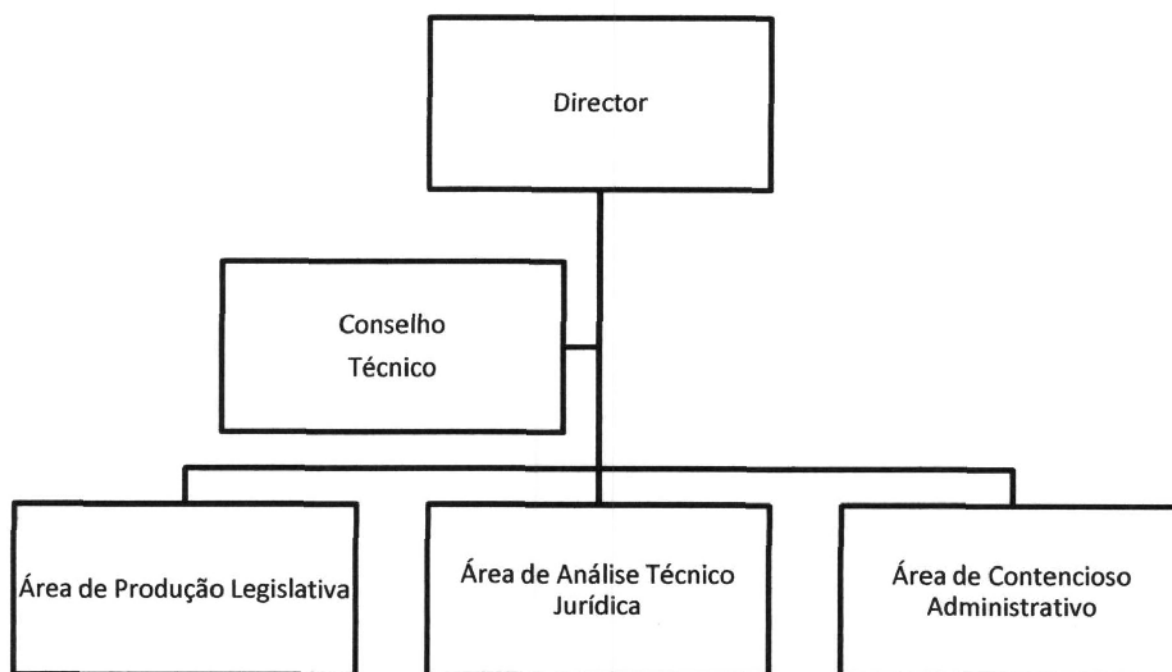 Director
Conselho
Técnico
Área de Produção Legislativa
Área de Análise Técnico
Jurídica
Área de Contencioso
Administrativo